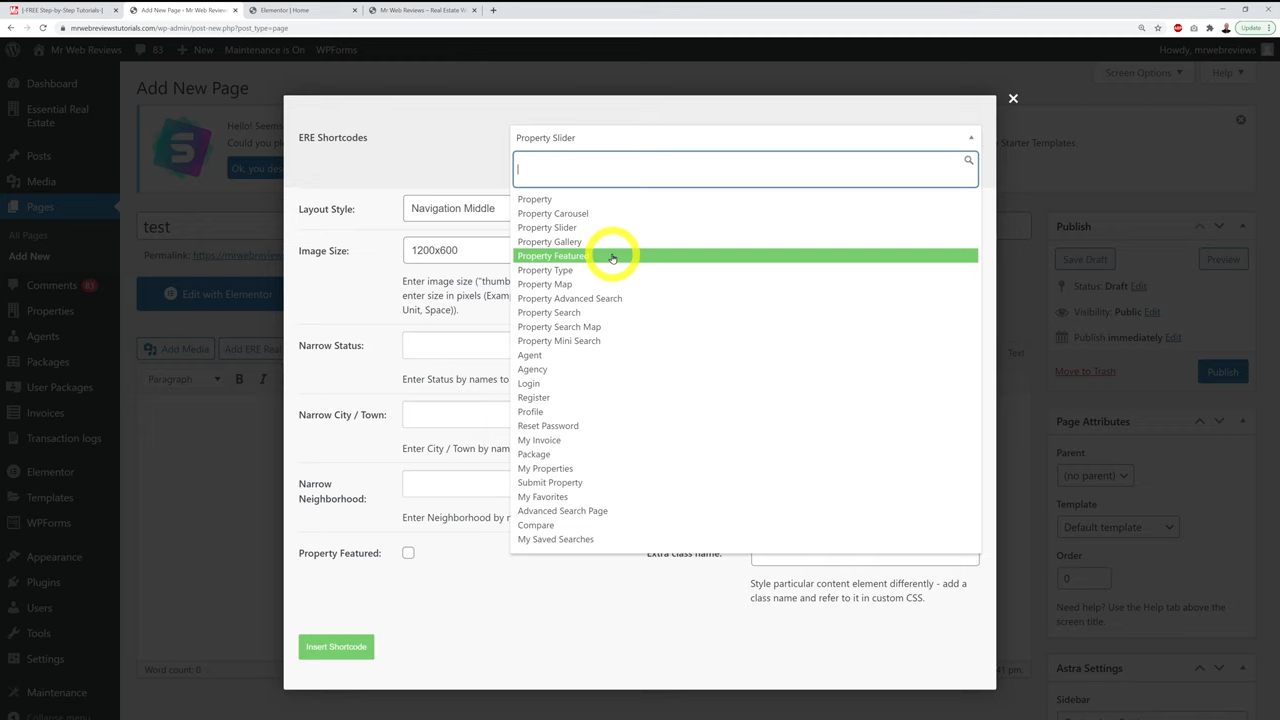 [-FREE Step-by-Step Tutorials-]
Add New Page ‹ Mr Web Reviews
Elementor | Home
Mr Web Reviews – Real Estate W
mrwebreviewstutorials.com/wp-admin/post-new.php?post_type=page
Update
Mr Web Reviews
83
New
Maintenance is On
WPForms
Howdy, mrwebreviews
Screen Options
Help
Dashboard
Essential Real
Estate
Posts
Media
Pages
All Pages
Add New
Comments 83
Properties
Agents
Packages
User Packages
Invoices
Transaction logs
Elementor
Templates
WPForms
Appearance
Plugins
Users
Tools
Settings
Maintenance
Collapse menu
Add New Page
Hello! Seems
Could you pl
Starter Templates.
Ok, you des
test
Permalink: https://mrwebreviews
Edit with Elementor
Add Media
Add ERE Rea
Text
Paragraph
B
I
Word count: 0
41 pm.
ERE Shortcodes
Property Slider
Property
Property Carousel
Property Slider
Property Gallery
Property Featured
Property Type
Property Map
Property Advanced Search
Property Search
Property Search Map
Property Mini Search
Agent
Agency
Login
Register
Profile
Reset Password
My Invoice
Package
My Properties
Submit Property
My Favorites
Advanced Search Page
Compare
My Saved Searches
Layout Style:
Navigation Middle
Image Size:
1200x600
Enter image size ("thumb
enter size in pixels (Examp
Unit, Space)).
Narrow Status:
Enter Status by names to
Narrow City / Town:
Enter City / Town by nam
Narrow
Neighborhood:
Enter Neighborhood by n
Property Featured:
Extra class name:
Style particular content element differently - add a
class name and refer to it in custom CSS.
Insert Shortcode
Publish
Save Draft
Preview
Status: Draft Edit
Visibility: Public Edit
Publish immediately Edit
Move to Trash
Publish
Page Attributes
Parent
(no parent)
Template
Default template
Order
0
Need help? Use the Help tab above the
screen title.
Astra Settings
Sidebar